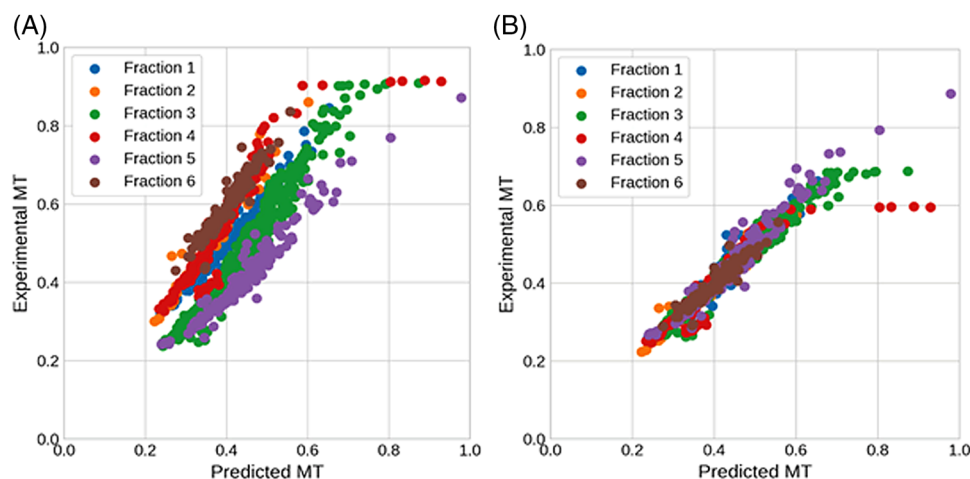 (A)
Experimental MT
1.0
0.8
0.6
0.4
0.2
0.0
Fraction 1
Fraction 2
Fraction 3
Fraction 4
Fraction 5
Fraction 6
0.0 0.2 0.4 0.6 0.8 1.0
Predicted MT
(B)
Experimental MT
1.0
0.8
0.6
0.4
0.2
0.0
Fraction 1
Fraction 2
Fraction 3
Fraction 4
Fraction 5
Fraction 6
0.0 0.2 0.4 0.6 0.8 1.0
Predicted MT